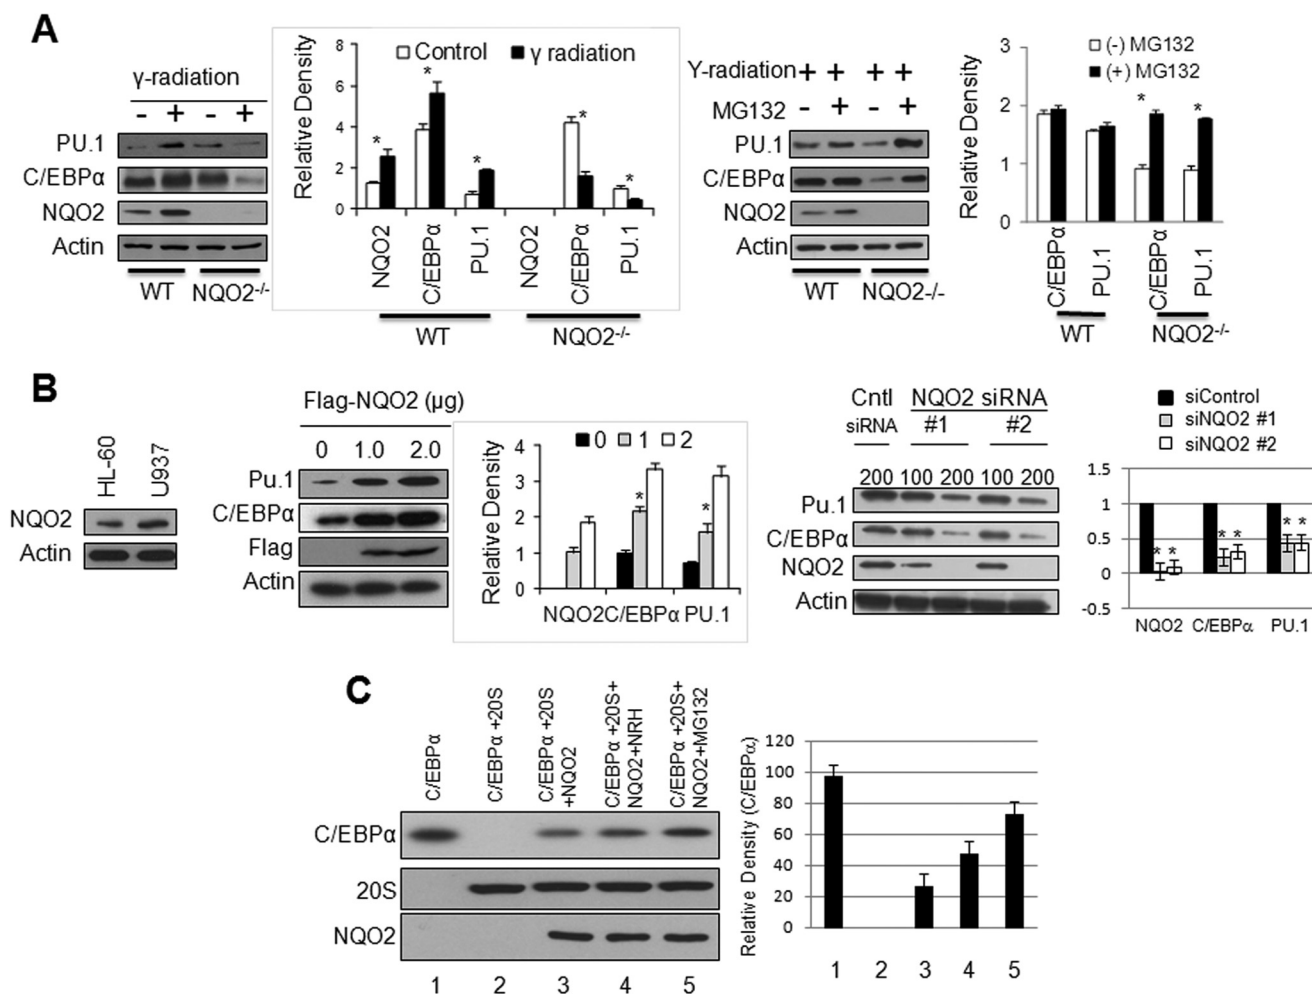 A
γ-radiation
- + - +
PU.1
C/EBPα
NQO2
Actin
WT NQO2-/-
Relative Density
8
6
4
2
0
Control γ radiation
* * * * *
NQO2 C/EBPα PU.1 NQO2 C/EBPα PU.1
WT NQO2-/-
Y-radiation + + + +
MG132 - + - +
PU.1
C/EBPα
NQO2
Actin
WT NQO2-/-
Relative Density
3
2
1
0
(-) MG132
(+) MG132
* *
C/EBPα PU.1 C/EBPα PU.1
WT NQO2-/-
B
HL-60 U937
NQO2
Actin
Flag-NQO2 (µg)
0 1.0 2.0
Pu.1
C/EBPα
Flag
Actin
Relative Density
4
3
2
1
0
0 1 2
* *
NQO2 C/EBPα PU.1
Cntl NQO2 siRNA
siRNA #1 #2
200 100 200 100 200
Pu.1
C/EBPα
NQO2
Actin
siControl
siNQO2 #1
siNQO2 #2
1.5
1
0.5
0
-0.5
* * * * * *
NQO2 C/EBPα PU.1
C
C/EBPα
C/EBPα +20S
C/EBPα +20S
+NQO2
C/EBPα +20S+
NQO2+NRH
C/EBPα +20S+
NQO2+MG132
C/EBPα
20S
NQO2
1 2 3 4 5
Relative Density (C/EBPα)
120
100
80
60
40
20
0
1 2 3 4 5